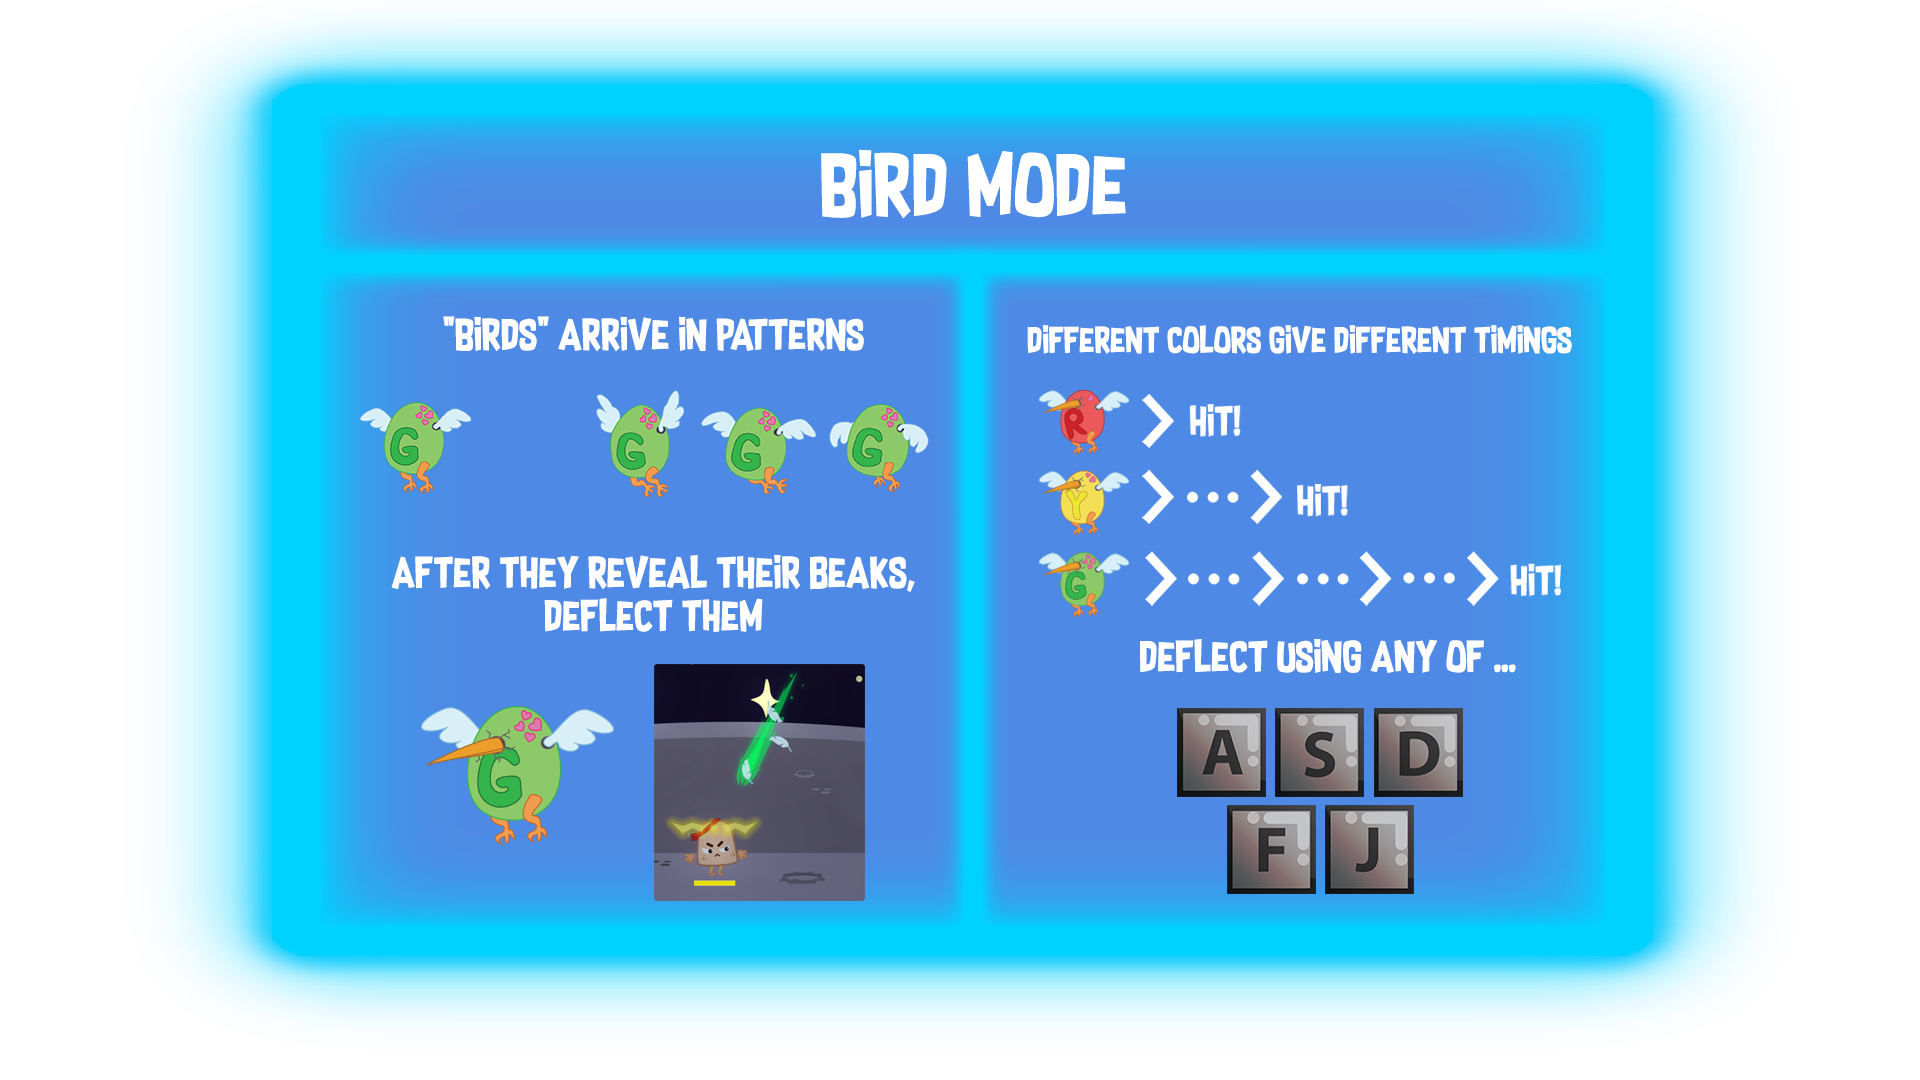 BiRD MODE
"BiRDS" ARRiVE iN PATTERNS
G G G G
AFTER THEY REVEAL THEiR BEAKS,
DEFLECT THEM
G
DiFFERENT COLORS GiVE DiFFERENT TiMiNGS
R HiT!
Y HiT!
G HiT!
DEFLECT USiNG ANY OF ...
A S D
F J